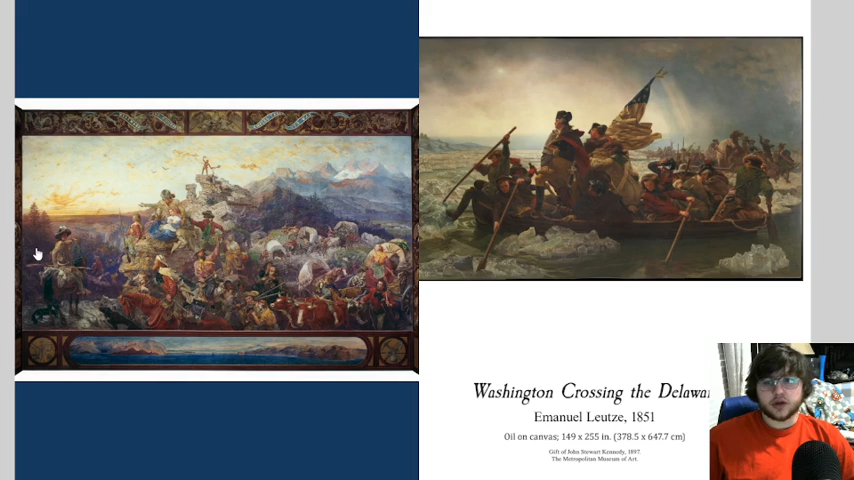 Washington Crossing the Delawar
Emanuel Leutze, 1851
Oil on canvas; 149 x 255 in. (378.5 x 647.7 cm)
Gift of John Stewart Kennedy, 1897.
The Metropolitan Museum of Art.